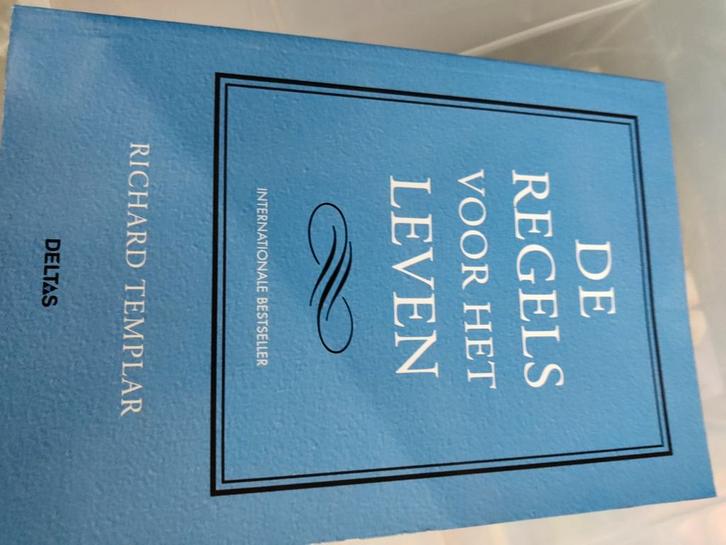 DE
REGELS
VOOR HET
LEVEN
INTERNATIONALE BESTSELLER
RICHARD TEMPLAR
DELTAS